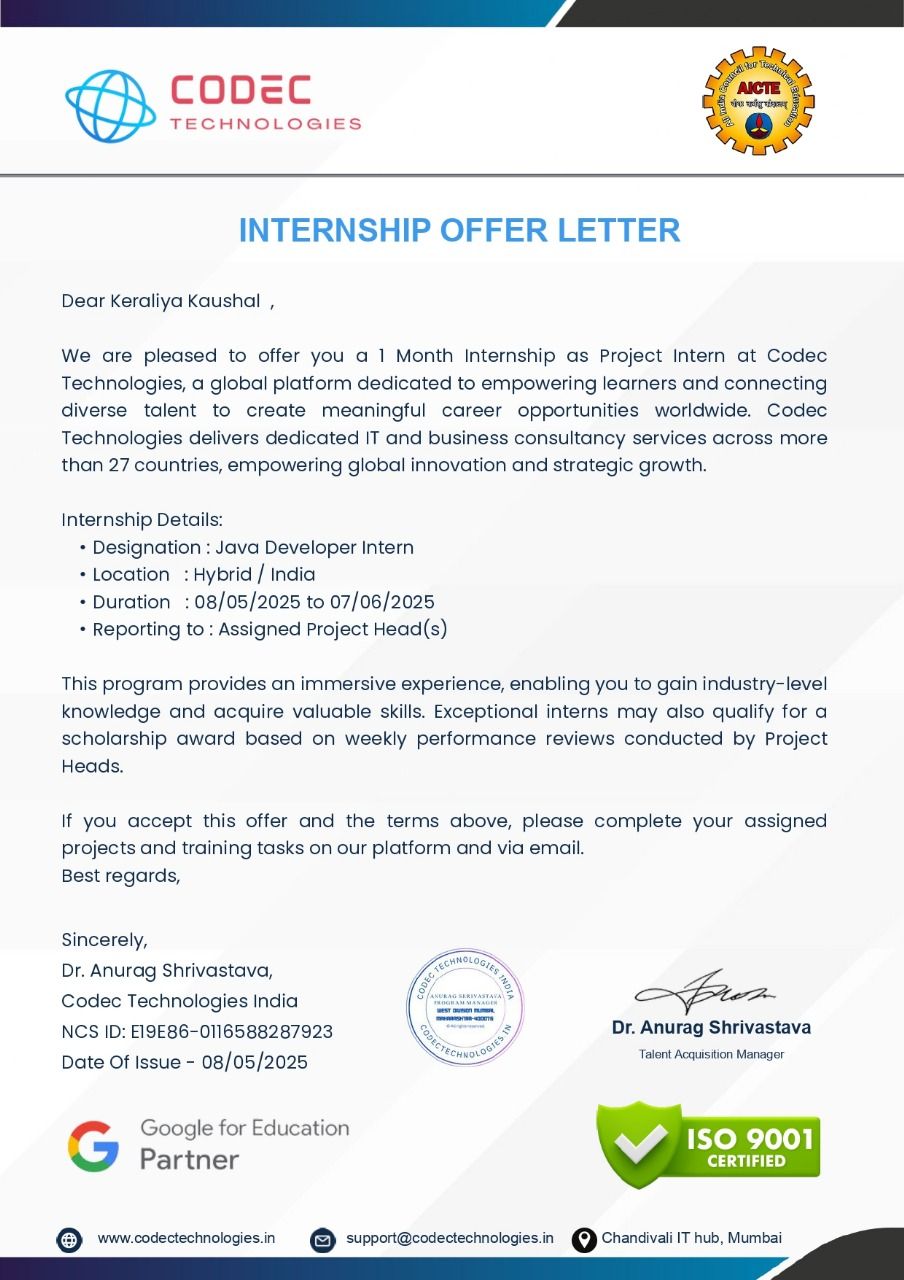 CODEC
TECHNOLOGIES
All India Council for Technical Education
AICTE
INTERNSHIP OFFER LETTER
Dear Keraliya Kaushal ,
We are pleased to offer you a 1 Month Internship as Project Intern at Codec
Technologies, a global platform dedicated to empowering learners and connecting
diverse talent to create meaningful career opportunities worldwide. Codec
Technologies delivers dedicated IT and business consultancy services across more
than 27 countries, empowering global innovation and strategic growth.
Internship Details:
• Designation : Java Developer Intern
• Location : Hybrid / India
• Duration : 08/05/2025 to 07/06/2025
• Reporting to : Assigned Project Head(s)
This program provides an immersive experience, enabling you to gain industry-level
knowledge and acquire valuable skills. Exceptional interns may also qualify for a
scholarship award based on weekly performance reviews conducted by Project
Heads.
If you accept this offer and the terms above, please complete your assigned
projects and training tasks on our platform and via email.
Best regards,
Sincerely,
Dr. Anurag Shrivastava,
Codec Technologies India
NCS ID: E19E86-0116588287923
Date Of Issue - 08/05/2025
CODEC TECHNOLOGIES INDIA
ANURAG SHRIVASTAVA
PROGRAM MANAGER
WEST DIVISION MUMBAI
MAHARASHTRA-400076
CODECTECHNOLOGIES.IN
Dr. Anurag Shrivastava
Talent Acquisition Manager
Google for Education
Partner
ISO 9001
CERTIFIED
www.codectechnologies.in
support@codectechnologies.in
Chandivali IT hub, Mumbai